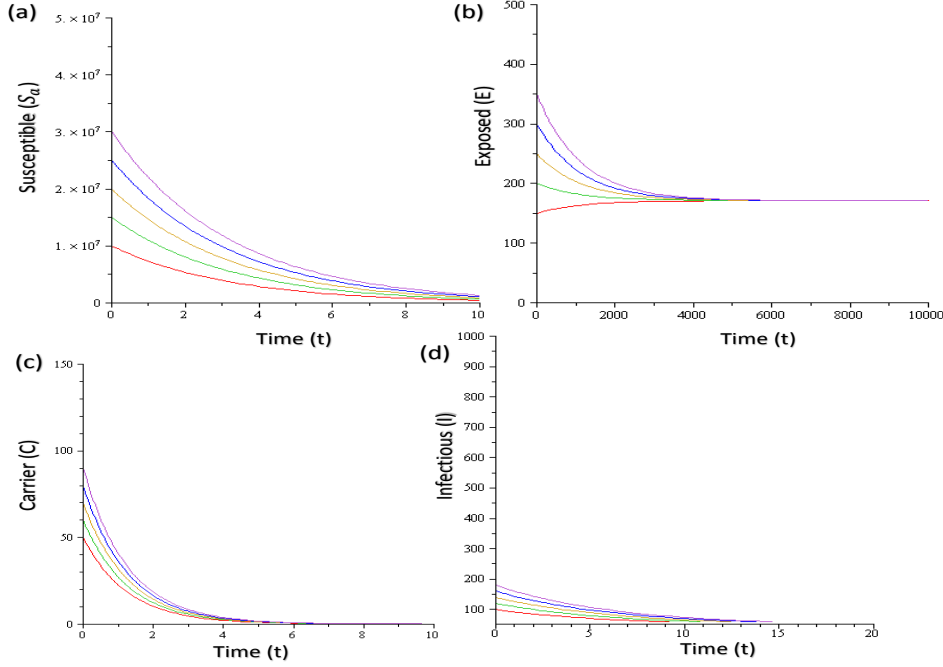 (a)
Susceptible (Sₐ)
5. × 10⁷
4. × 10⁷
3. × 10⁷
2. × 10⁷
1. × 10⁷
0
0 2 4 6 8 10
Time (t)
(b)
Exposed (E)
500
400
300
200
100
0
0 2000 4000 6000 8000 10000
Time (t)
(c)
Carrier (C)
150
100
50
0
0 2 4 6 8 10
Time (t)
(d)
Infectious (I)
1000
900
800
700
600
500
400
300
200
100
0 5 10 15 20
Time (t)